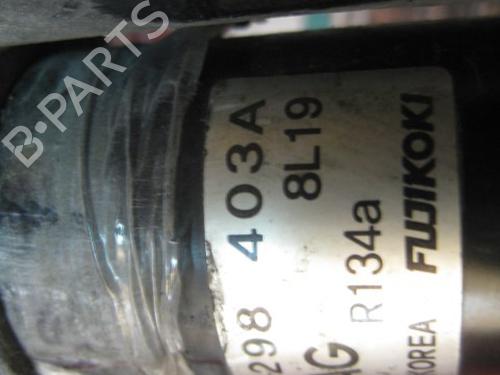 B-PARTS
298 403A
8L19
G R134a
KOREA FUJIKOKI